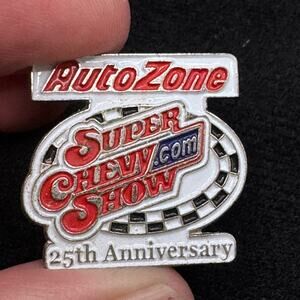 AutoZone
SUPER
CHEVY.com
SHOW
25th Anniversary